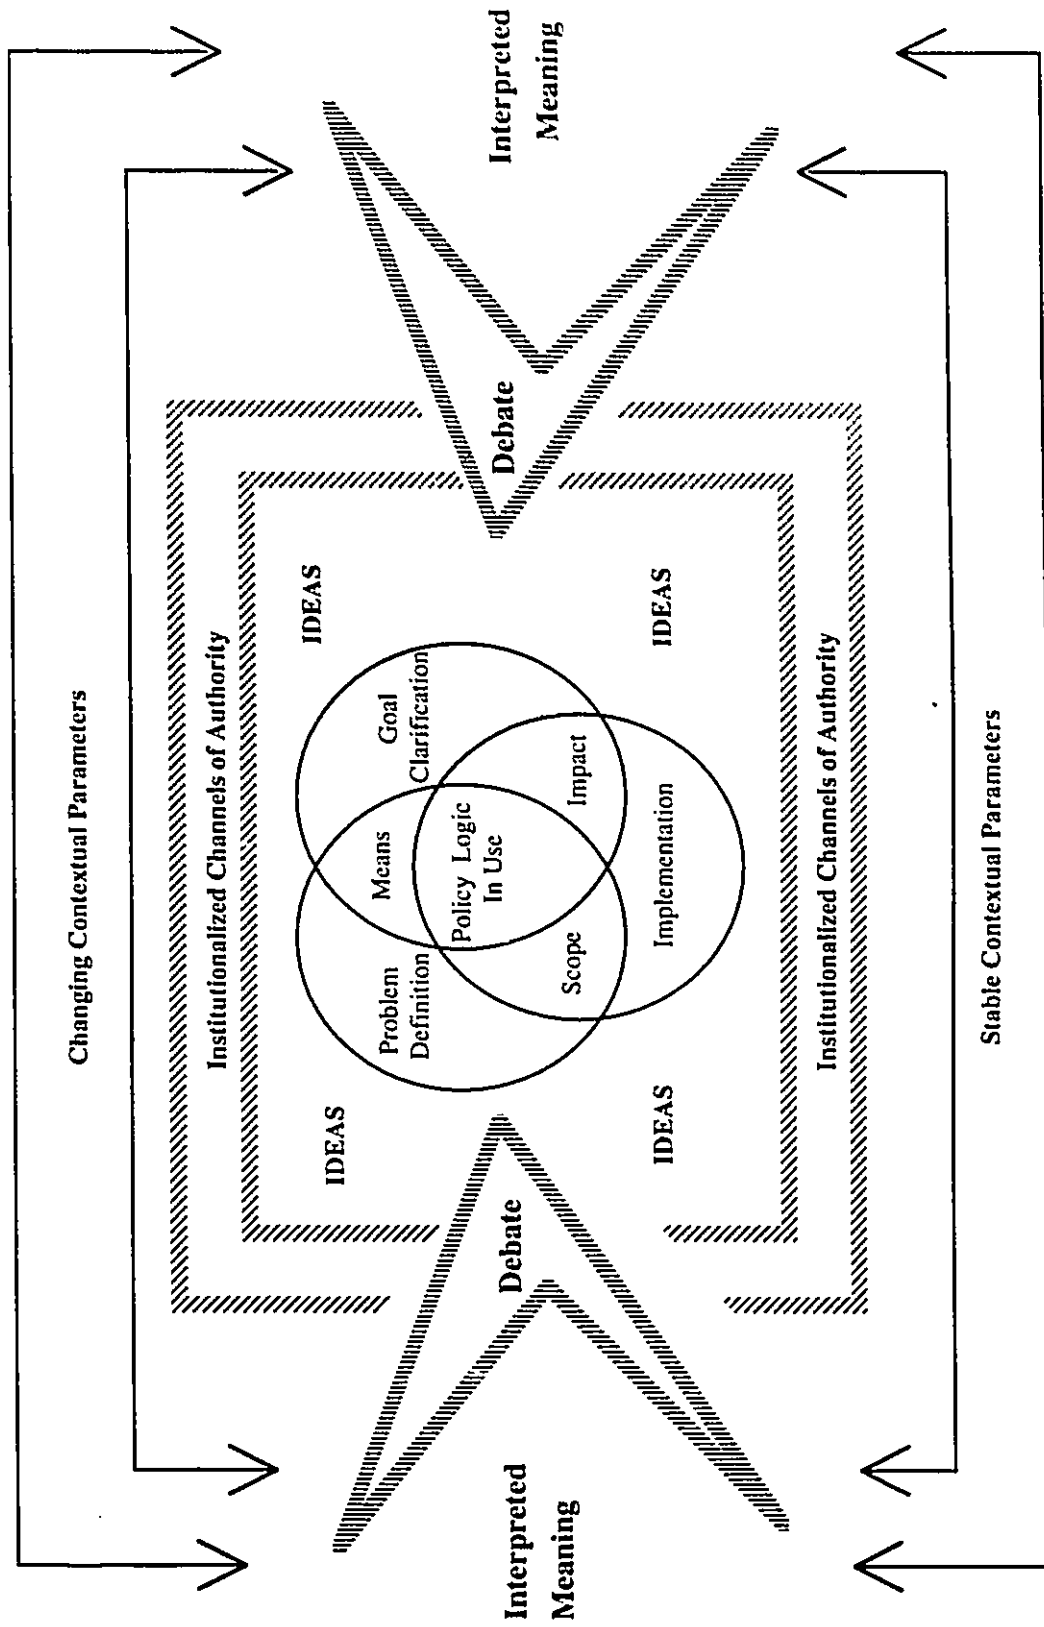 Changing Contextual Parameters
Institutionalized Channels of Authority
IDEAS
IDEAS
Problem
Definition
Means
Goal
Clarification
Policy Logic
In Use
Scope
Impact
Implementation
IDEAS
IDEAS
Interpreted
Meaning
Debate
Debate
Interpreted
Meaning
Institutionalized Channels of Authority
Stable Contextual Parameters